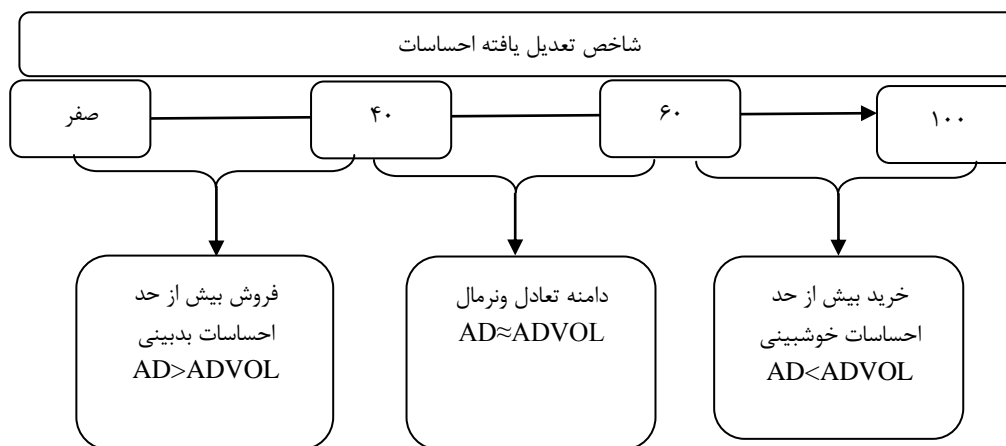 شاخص تعدیل یافته احساسات
صفر
۴۰
۶۰
۱۰۰
فروش بیش از حد
احساسات بدبینی
AD>ADVOL
دامنه تعادل ونرمال
AD≈ADVOL
خرید بیش از حد
احساسات خوشبینی
AD<ADVOL